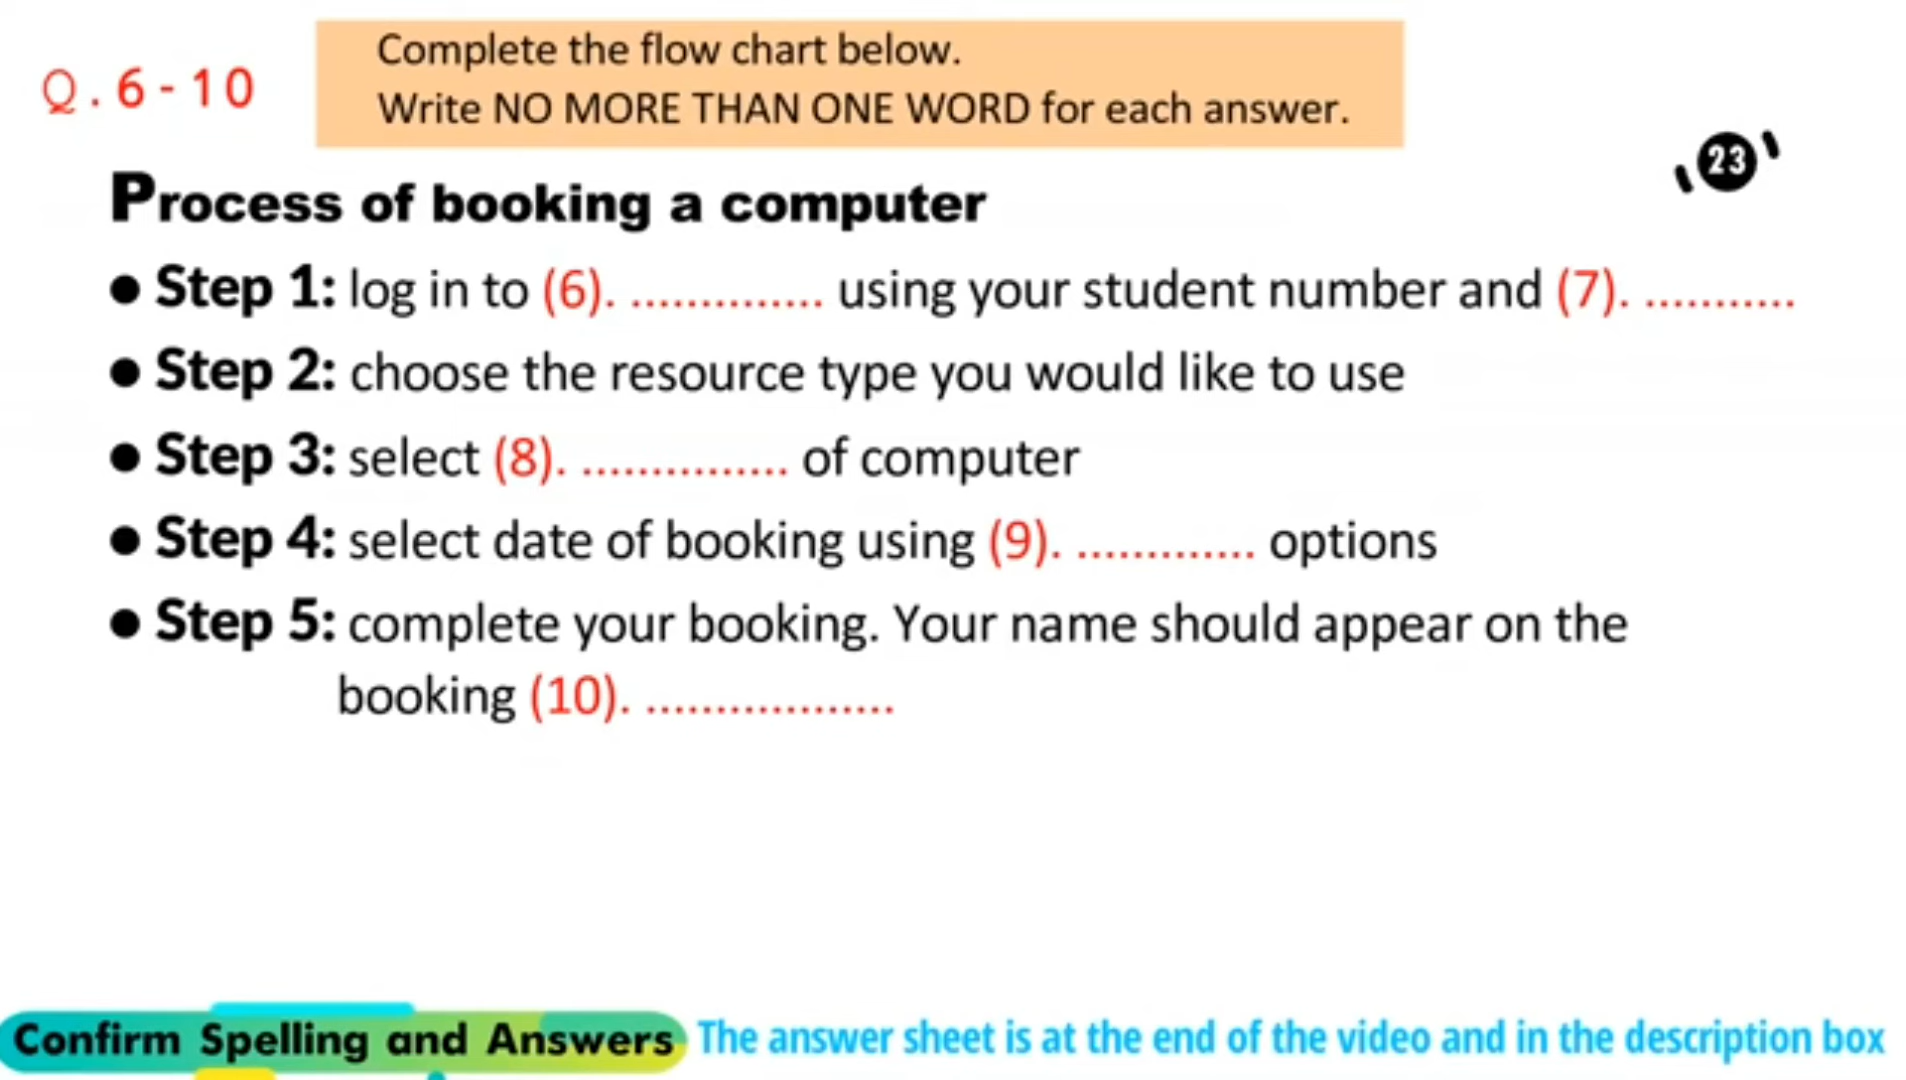 Q.6-10
Complete the flow chart below.
Write NO MORE THAN ONE WORD for each answer.
23
Process of booking a computer
● Step 1: log in to (6). .............. using your student number and (7). ...........
● Step 2: choose the resource type you would like to use
● Step 3: select (8). ............... of computer
● Step 4: select date of booking using (9). ............. options
● Step 5: complete your booking. Your name should appear on the
booking (10). ..................
Confirm Spelling and Answers The answer sheet is at the end of the video and in the description box